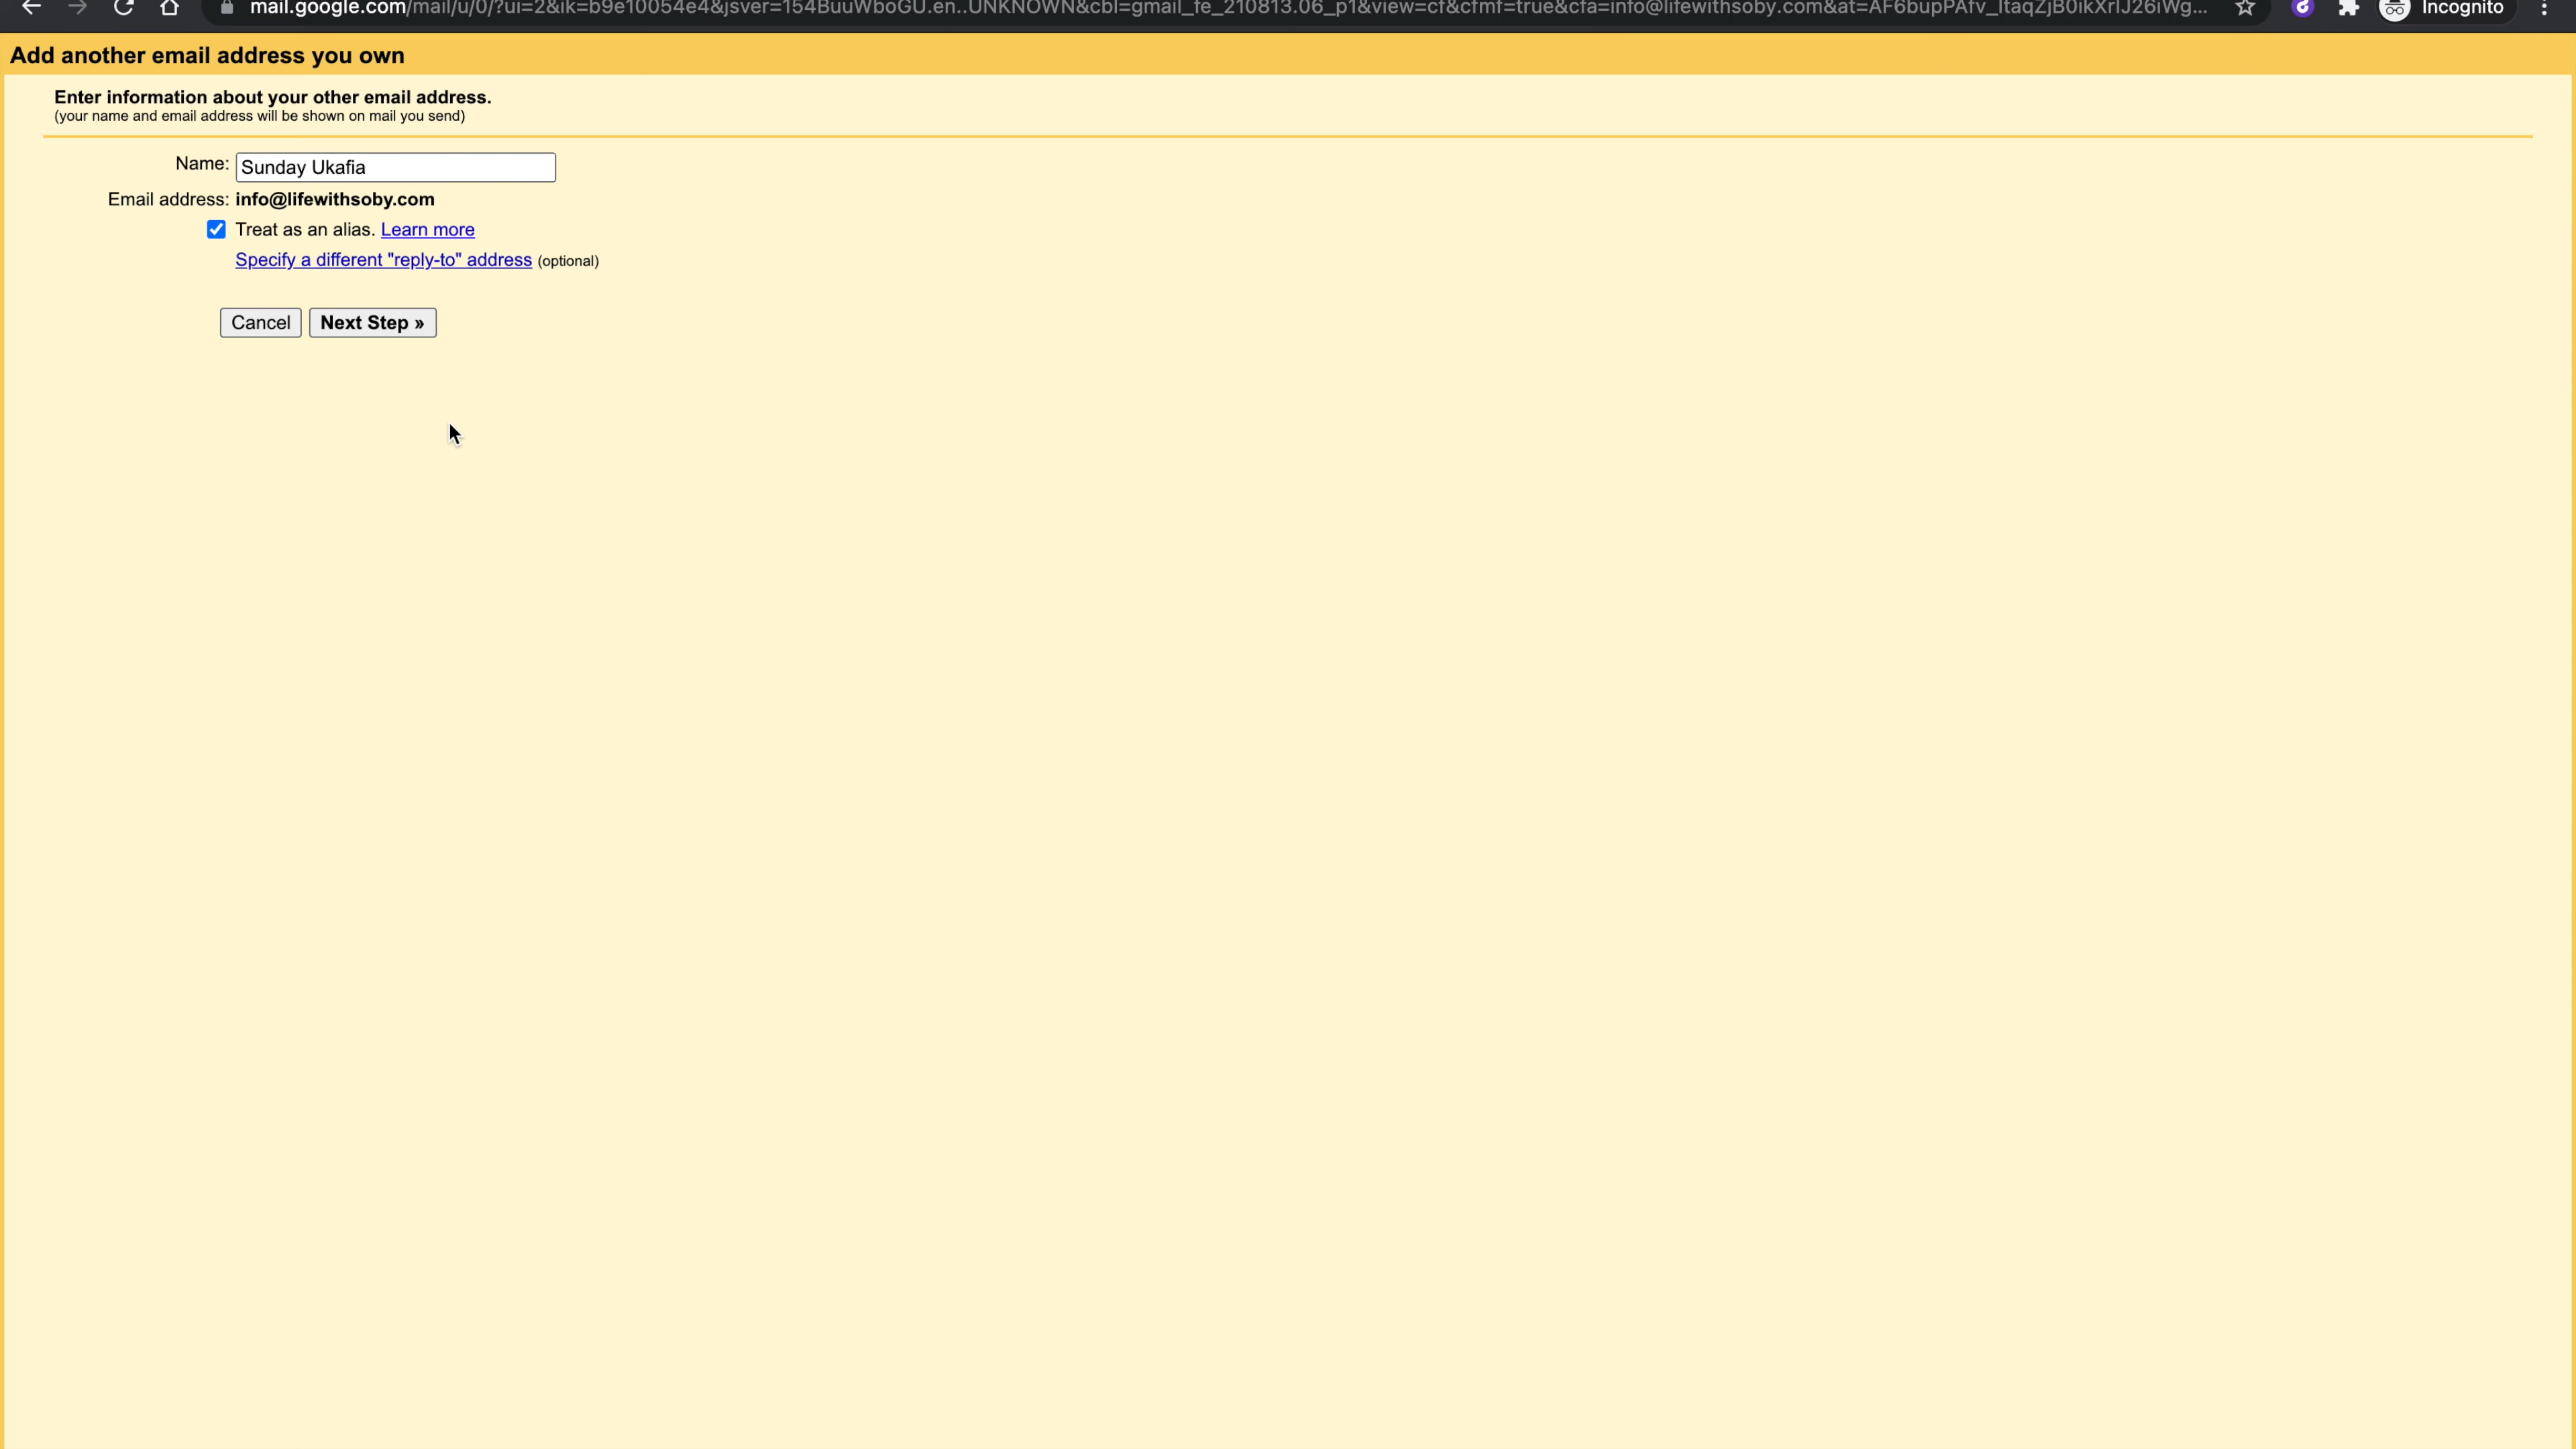 mail.google.com/mail/u/0/?ui=2&ik=b9e10054e4&jsver=154BuuWboGU.en..UNKNOWN&cbl=gmail_fe_210813.06_p1&view=cf&cfmf=true&cfa=info@lifewithsoby.com&at=AF6bupPAfv_ltaqZjB0ikXrIJ26iWg... Incognito
Add another email address you own
Enter information about your other email address.
(your name and email address will be shown on mail you send)
Name: Sunday Ukafia
Email address: info@lifewithsoby.com
Treat as an alias. Learn more
Specify a different "reply-to" address (optional)
Cancel Next Step »